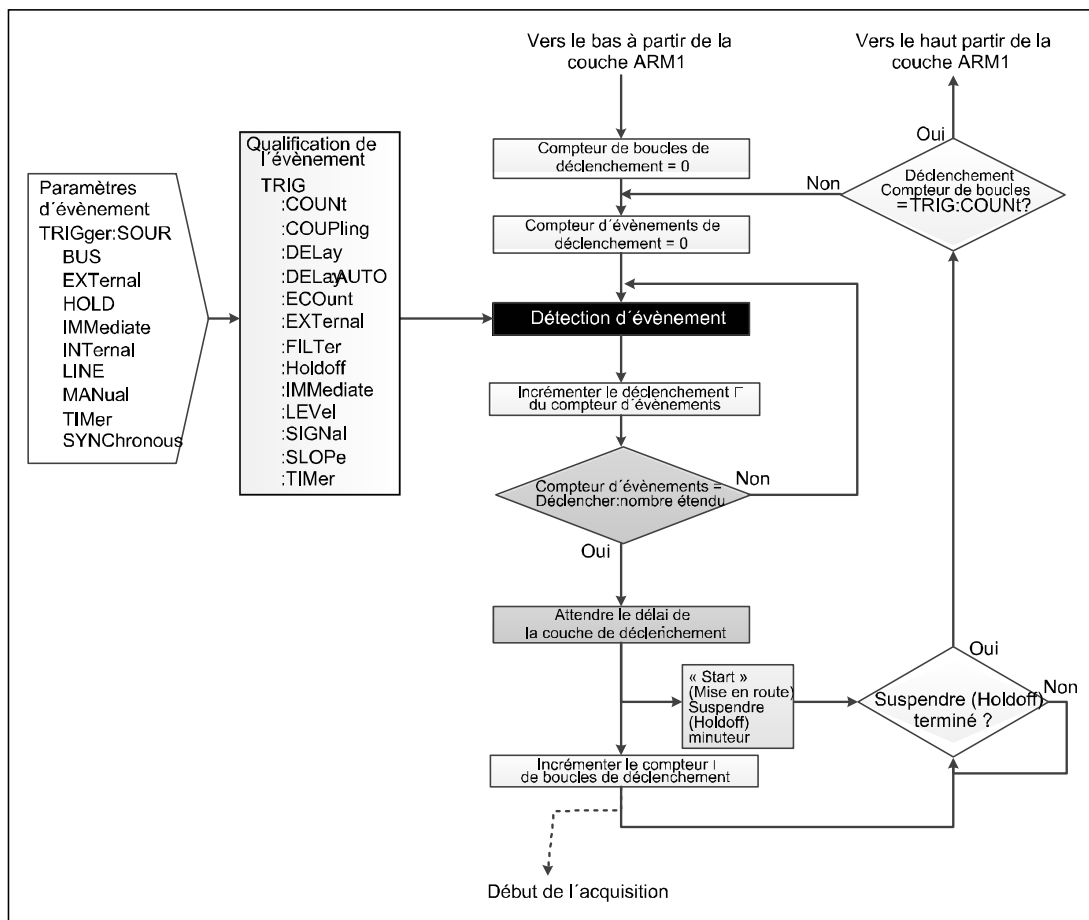 Vers le bas à partir de la
couche ARM1
Vers le haut partir de la
couche ARM1
Oui
Compteur de boucles de
déclenchement = 0
Non
Déclenchement
Compteur de boucles
= TRIG:COUNt?
Qualification de
l´évènement
TRIG
:COUNt
:COUPling
:DELay
:DELayAUTO
:ECOunt
:EXTernal
:FILTer
:Holdoff
:IMMediate
:LEVel
:SIGNal
:SLOPe
:TIMer
Paramètres
d´évènement
TRIGger:SOUR
BUS
EXTernal
HOLD
IMMediate
INTernal
LINE
MANual
TIMer
SYNChronous
Compteur d´évènements de
déclenchement = 0
Détection d´évènement
Incrémenter le déclenchement
du compteur d´évènements
Compteur d´évènements =
Déclencher:nombre étendu
Non
Oui
Attendre le délai de
la couche de déclenchement
« Start »
(Mise en route)
Suspendre
(Holdoff)
minuteur
Oui
Suspendre (Holdoff)
terminé ?
Non
Incrémenter le compteur
de boucles de déclenchement
Début de l´acquisition